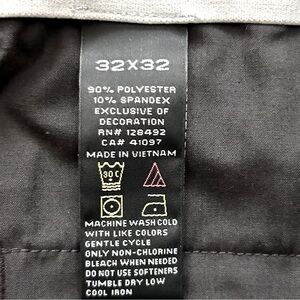 32X32
90% POLYESTER
10% SPANDEX
EXCLUSIVE OF
DECORATION
RN# 128492
CA# 41097
MADE IN VIETNAM
30C
MACHINE WASH COLD
WITH LIKE COLORS
GENTLE CYCLE
ONLY NON-CHLORINE
BLEACH WHEN NEEDED
DO NOT USE SOFTENERS
TUMBLE DRY LOW
COOL IRON